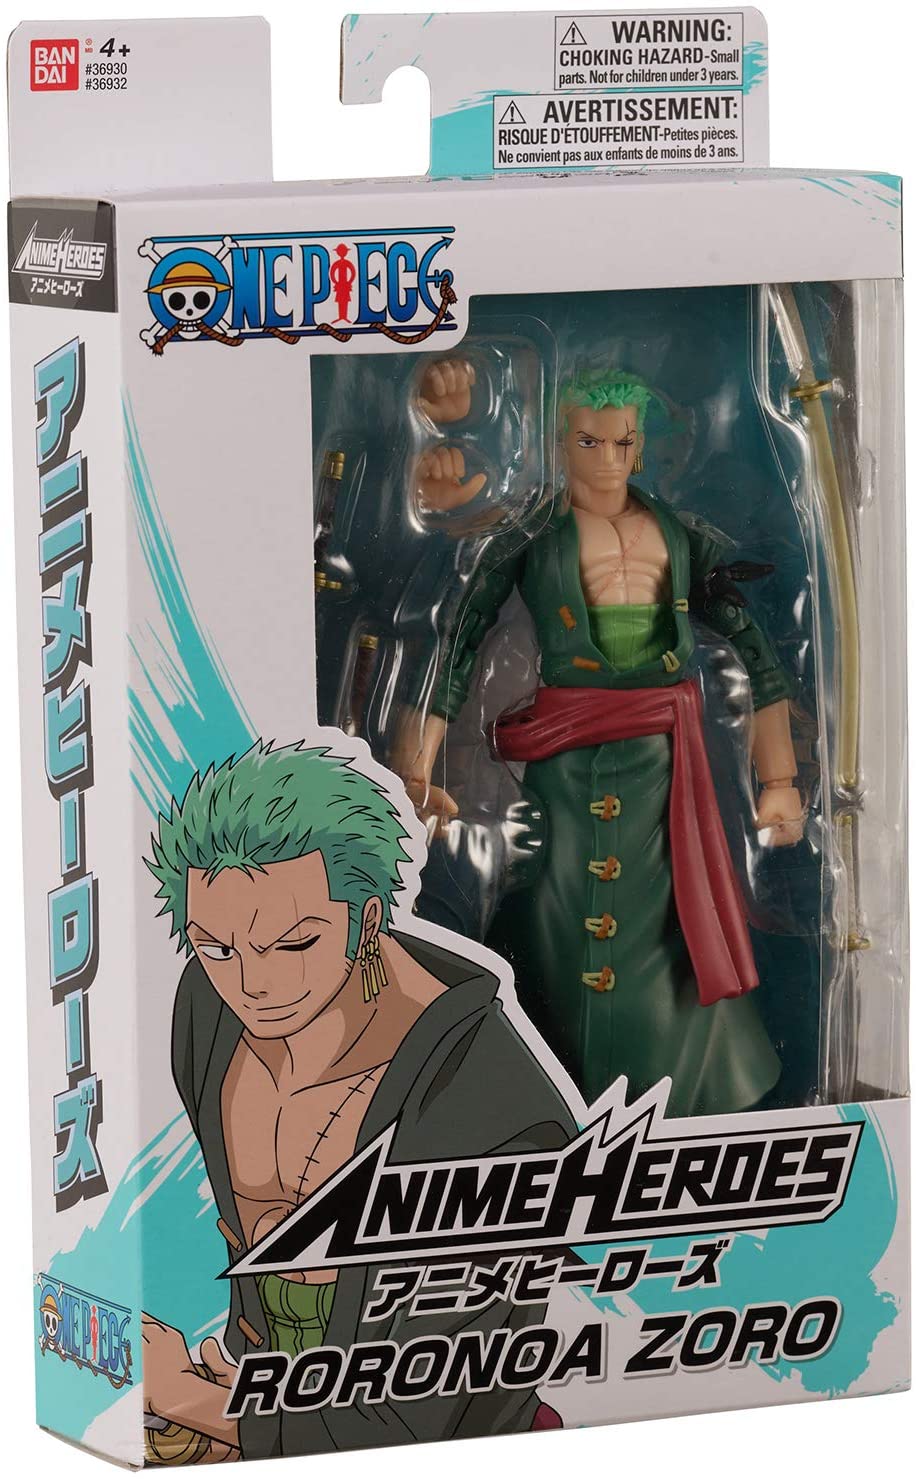 BAN
DAI
®
4+
#36930
#36932
WARNING:
CHOKING HAZARD-Small
parts. Not for children under 3 years.
AVERTISSEMENT:
RISQUE D'ÉTOUFFEMENT-Petites pièces.
Ne convient pas aux enfants de moins de 3 ans.
ANIME HEROES
アニメヒーローズ
ONE PIECE
アニメヒーローズ
ANIME HEROES
アニメヒーローズ
RORONOA ZORO
ONE PIECE